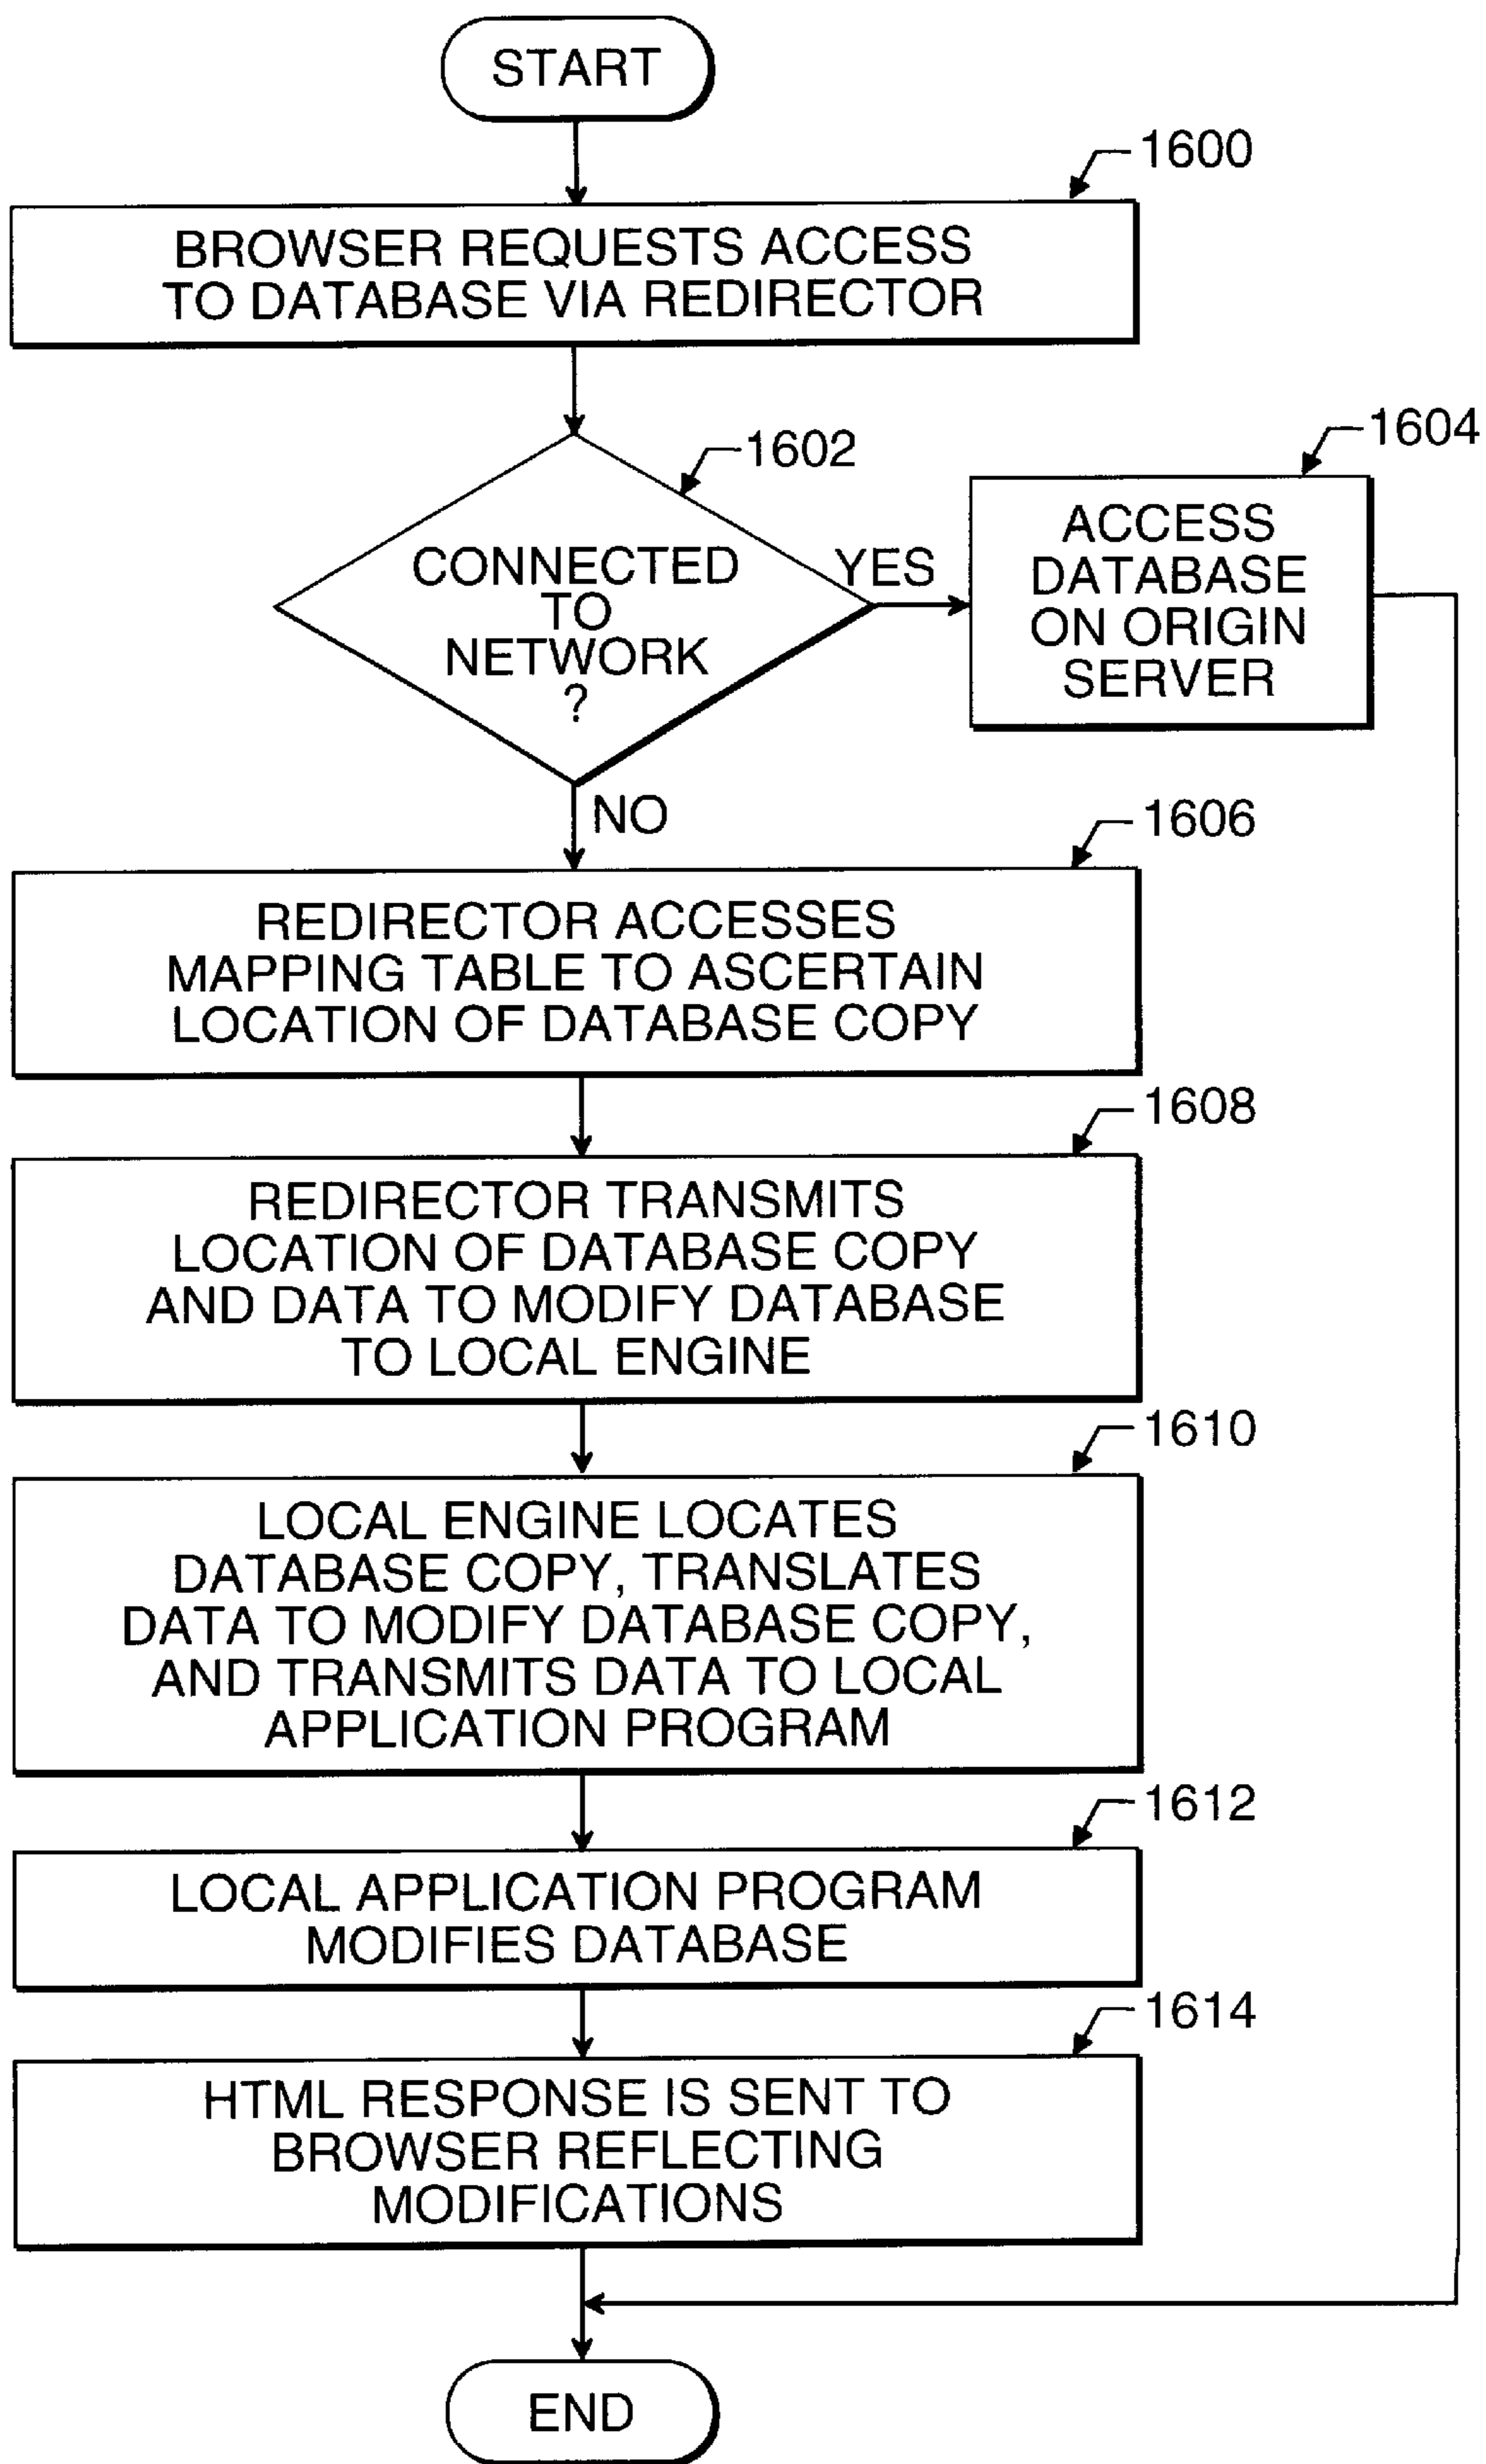 START
1600
BROWSER REQUESTS ACCESS
TO DATABASE VIA REDIRECTOR
1602
CONNECTED
TO
NETWORK
?
YES
1604
ACCESS
DATABASE
ON ORIGIN
SERVER
NO
1606
REDIRECTOR ACCESSES
MAPPING TABLE TO ASCERTAIN
LOCATION OF DATABASE COPY
1608
REDIRECTOR TRANSMITS
LOCATION OF DATABASE COPY
AND DATA TO MODIFY DATABASE
TO LOCAL ENGINE
1610
LOCAL ENGINE LOCATES
DATABASE COPY, TRANSLATES
DATA TO MODIFY DATABASE COPY,
AND TRANSMITS DATA TO LOCAL
APPLICATION PROGRAM
1612
LOCAL APPLICATION PROGRAM
MODIFIES DATABASE
1614
HTML RESPONSE IS SENT TO
BROWSER REFLECTING
MODIFICATIONS
END